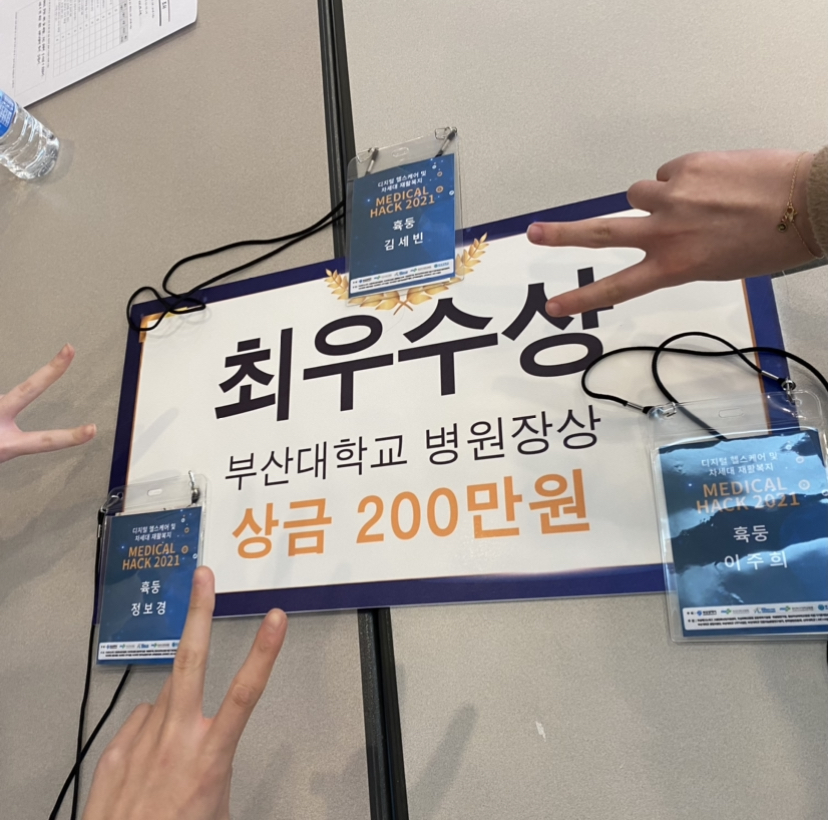 디지털 헬스케어 및
차세대 재활복지
MEDICAL
HACK 2021
흑둥
김세빈
최우수상
부산대학교 병원장상
상금 200만원
디지털 헬스케어 및
차세대 재활복지
MEDICAL
HACK 2021
흑둥
정보경
디지털 헬스케어 및
차세대 재활복지
MEDICAL
HACK 2021
흑둥
이주희